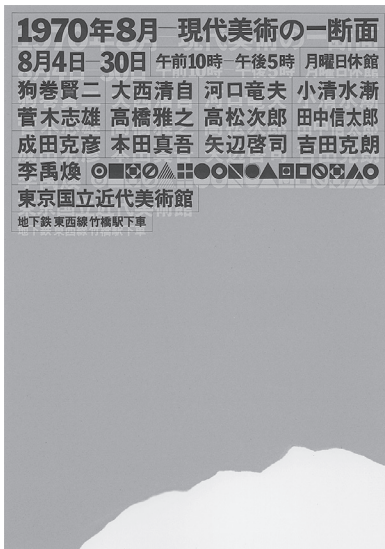 1970年8月―現代美術の一断面
8月4日―30日 午前10時―午後5時 月曜日休館
狗巻賢二 大西清自 河口竜夫 小清水漸
菅木志雄 高橋雅之 高松次郎 田中信太郎
成田克彦 本田真吾 矢辺啓司 吉田克朗
李禹煥
東京国立近代美術館
地下鉄東西線竹橋駅下車